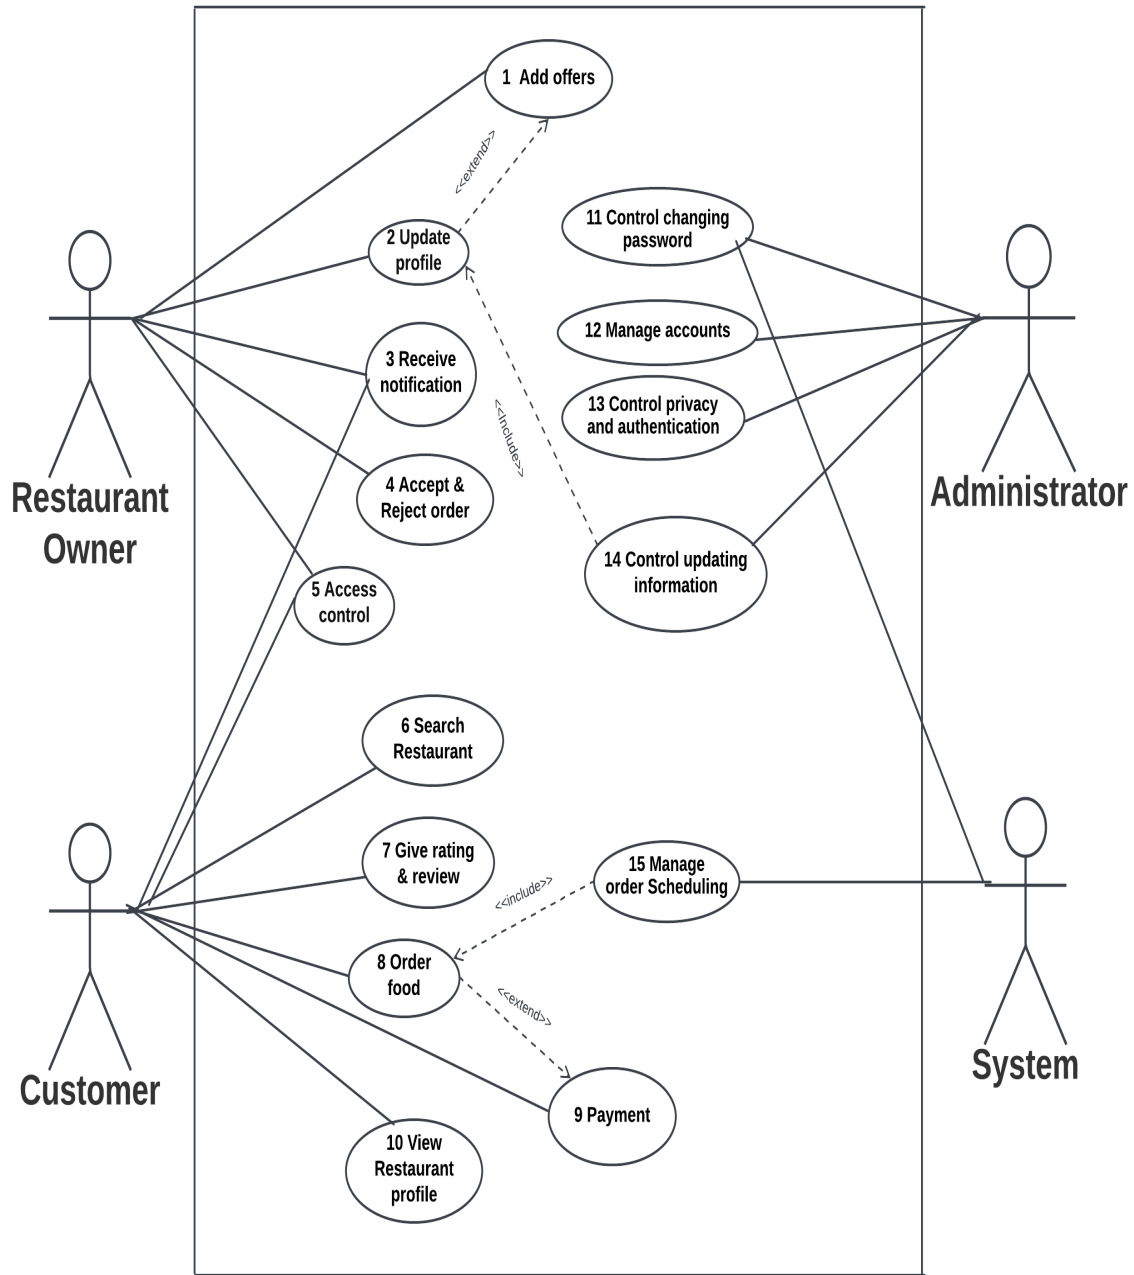 1  Add offers
<<extend>>
2 Update
profile
11 Control changing
password
12 Manage accounts
3 Receive
notification
13 Control privacy
and authentication
<<Include>>
4 Accept &
Reject order
Restaurant
Owner
Administrator
14 Control updating
information
5 Access
control
6 Search
Restaurant
7 Give rating
& review
15 Manage
order Scheduling
<<include>>
8 Order
food
<<extend>>
Customer
System
9 Payment
10 View
Restaurant
profile